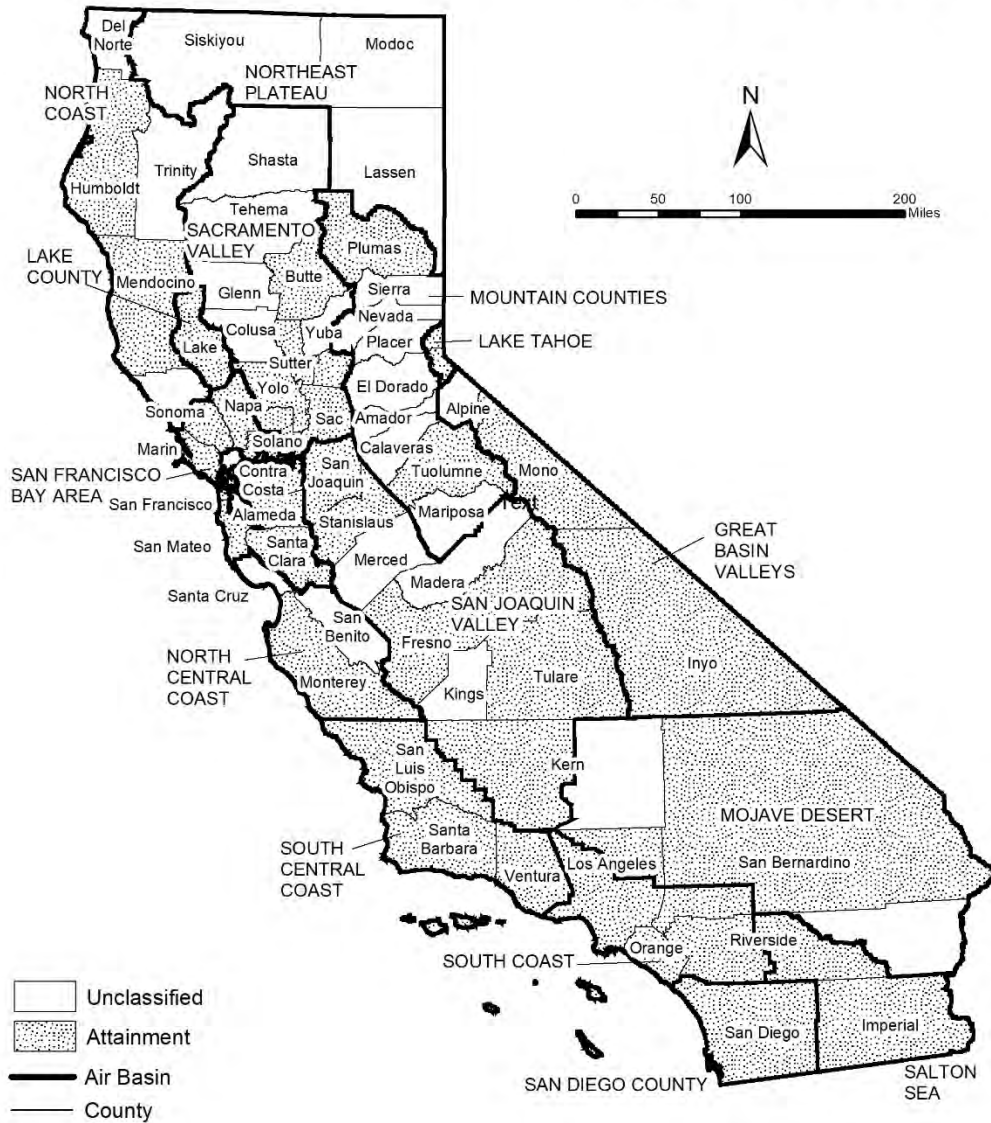 Del
Norte
Siskiyou
Modoc
NORTHEAST
PLATEAU
NORTH
COAST
N
Trinity
Shasta
Lassen
Humboldt
0 50 100 200
Miles
Tehema
SACRAMENTO
VALLEY
Plumas
LAKE
COUNTY
Mendocino
Butte
Glenn
Sierra
MOUNTAIN COUNTIES
Nevada
Colusa
Yuba
Placer
LAKE TAHOE
Lake
Sutter
Yolo
El Dorado
Napa
Sonoma
Sac
Amador
Alpine
Solano
Marin
Calaveras
Mono
SAN FRANCISCO
BAY AREA
Contra
Costa
San
Joaquin
Tuolumne
Text
San Francisco
Alameda
Stanislaus
Mariposa
GREAT
BASIN
VALLEYS
San Mateo
Santa
Clara
Merced
Madera
Santa Cruz
San
Benito
SAN JOAQUIN
VALLEY
Fresno
NORTH
CENTRAL
COAST
Monterey
Kings
Tulare
Inyo
San
Luis
Obispo
Kern
MOJAVE DESERT
SOUTH
CENTRAL
COAST
Santa
Barbara
Ventura
Los Angeles
San Bernardino
Orange
Riverside
SOUTH COAST
San Diego
Imperial
SAN DIEGO COUNTY
SALTON
SEA
Unclassified
Attainment
Air Basin
County